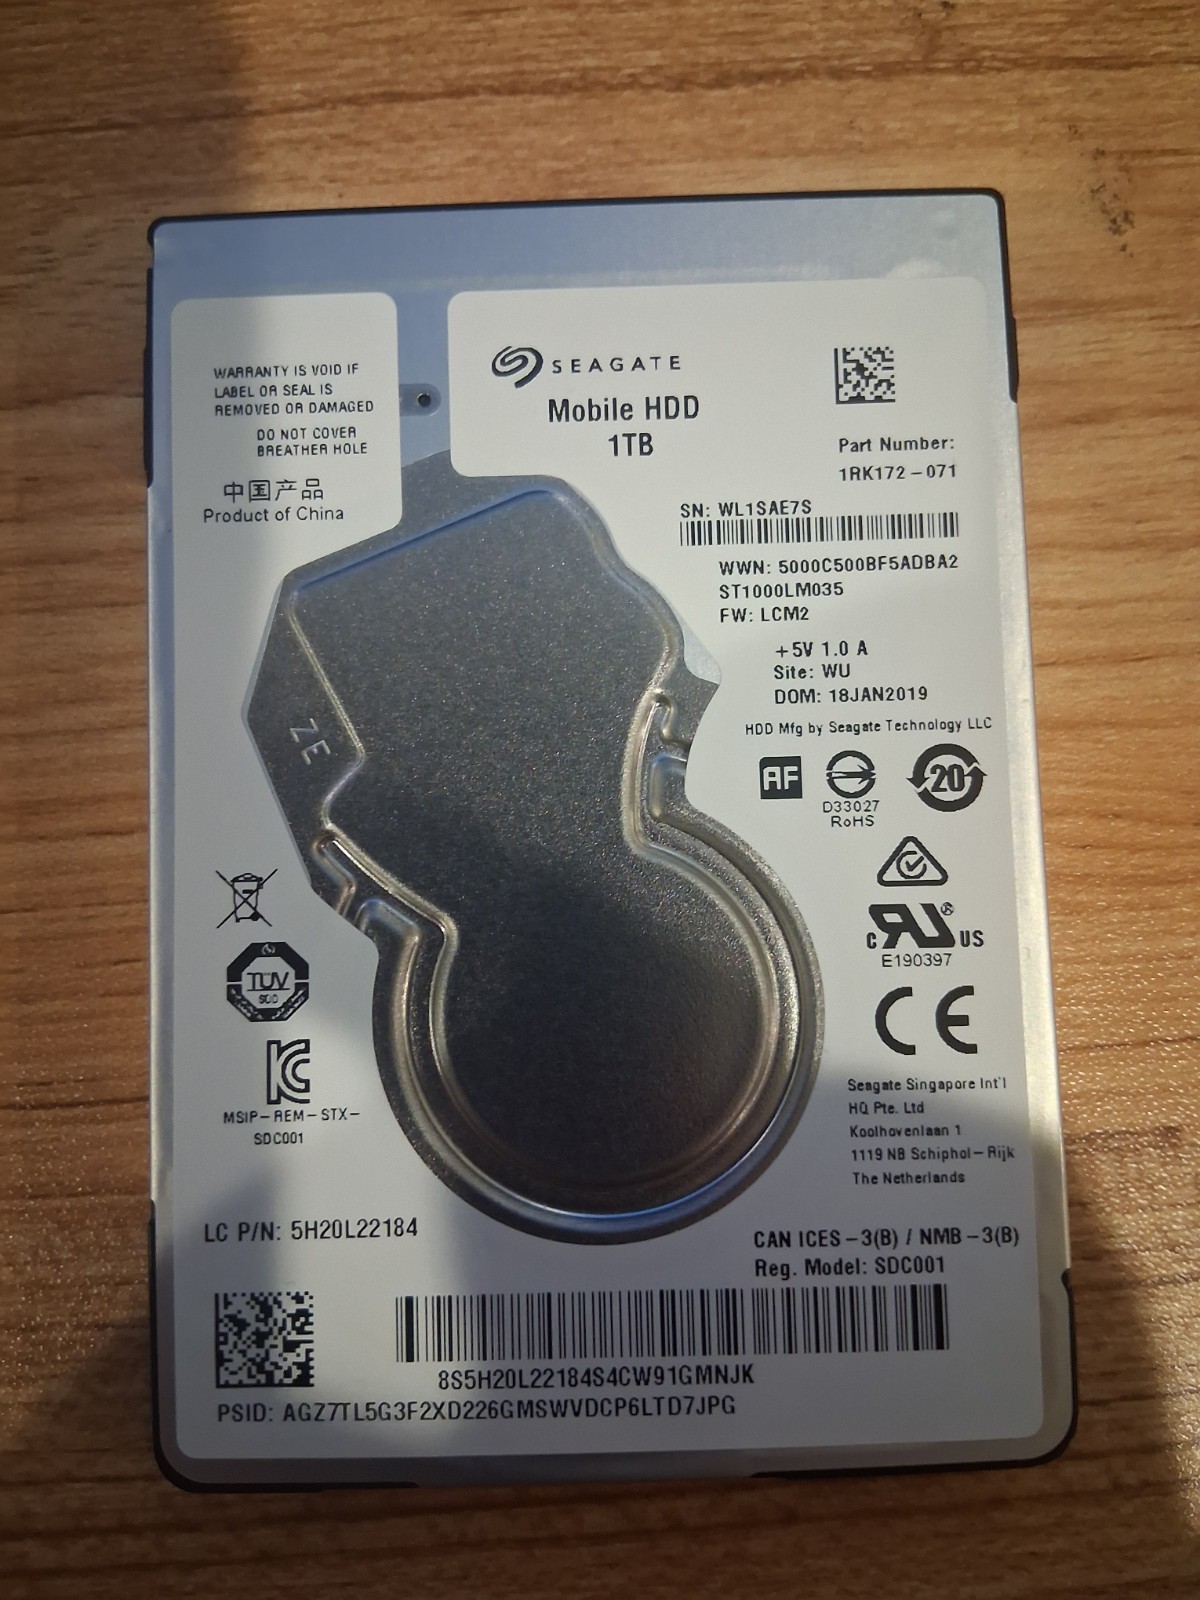 WARRANTY IS VOID IF
LABEL OR SEAL IS
REMOVED OR DAMAGED
DO NOT COVER
BREATHER HOLE
中国产品
Product of China
SEAGATE
Mobile HDD
1TB
Part Number:
1RK172-071
SN: WL1SAE7S
WWN: 5000C500BF5ADBA2
ST1000LM035
FW: LCM2
+5V 1.0 A
Site: WU
DOM: 18JAN2019
HDD Mfg by Seagate Technology LLC
AF
D33027
RoHS
20
ZE
TÜV
SÜD
MSIP-REM-STX-
SDC001
c RU US
E190397
CE
Seagate Singapore Int'l
HQ Pte. Ltd
Koolhovenlaan 1
1119 NB Schiphol-Rijk
The Netherlands
LC P/N: 5H20L22184
CAN ICES-3(B) / NMB-3(B)
Reg. Model: SDC001
8S5H20L22184S4CW91GMNJK
PSID: AGZ7TL5G3F2XD226GMSWVDCP6LTD7JPG